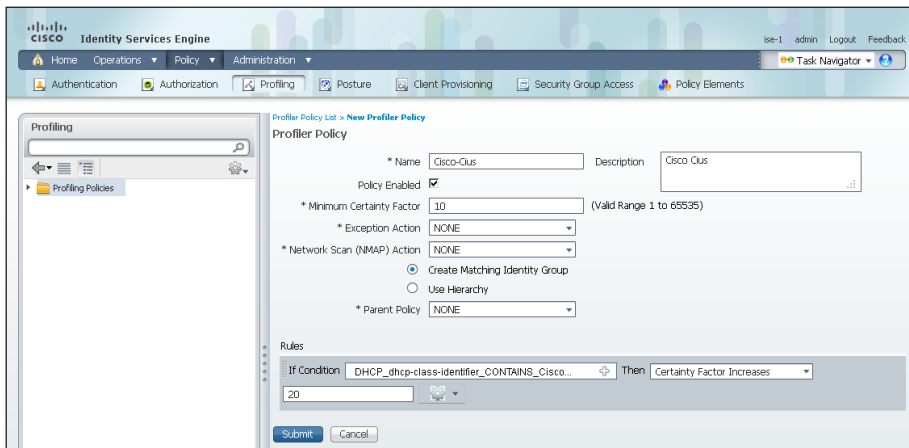 CISCO Identity Services Engine
ise-1 admin Logout Feedback
Home Operations Policy Administration
Task Navigator
Authentication Authorization Profiling Posture Client Provisioning Security Group Access Policy Elements
Profiling
Profiling Policies
Profiler Policy List > New Profiler Policy
Profiler Policy
* Name Cisco-Cius Description Cisco Cius
Policy Enabled
* Minimum Certainty Factor 10 (Valid Range 1 to 65535)
* Exception Action NONE
* Network Scan (NMAP) Action NONE
Create Matching Identity Group
Use Hierarchy
* Parent Policy NONE
Rules
If Condition DHCP_dhcp-class-identifier_CONTAINS_Cisco... Then Certainty Factor Increases
20
Submit Cancel